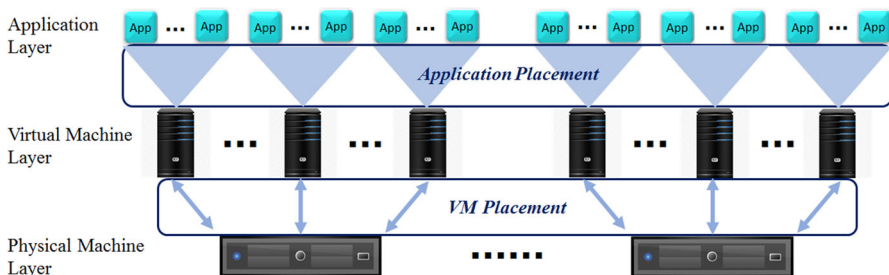 Application
Layer
App ... App App ... App App ... App App ... App App ... App App ... App
Application Placement
Virtual Machine
Layer
VM Placement
Physical Machine
Layer